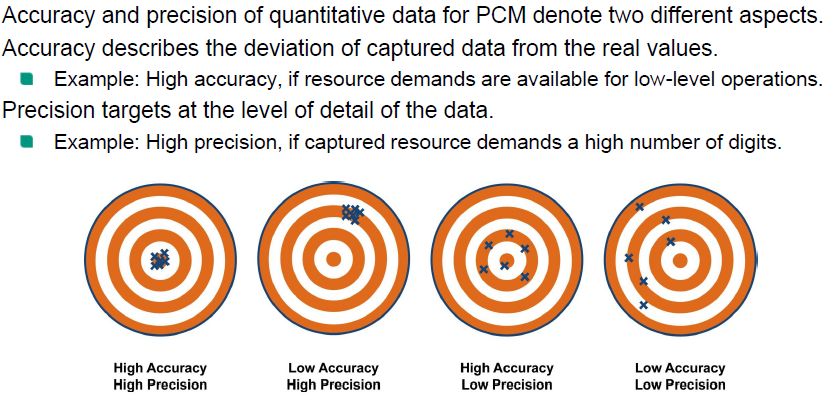 Accuracy and precision of quantitative data for PCM denote two different aspects.
Accuracy describes the deviation of captured data from the real values.
Example: High accuracy, if resource demands are available for low-level operations.
Precision targets at the level of detail of the data.
Example: High precision, if captured resource demands a high number of digits.
High Accuracy
High Precision
Low Accuracy
High Precision
High Accuracy
Low Precision
Low Accuracy
Low Precision